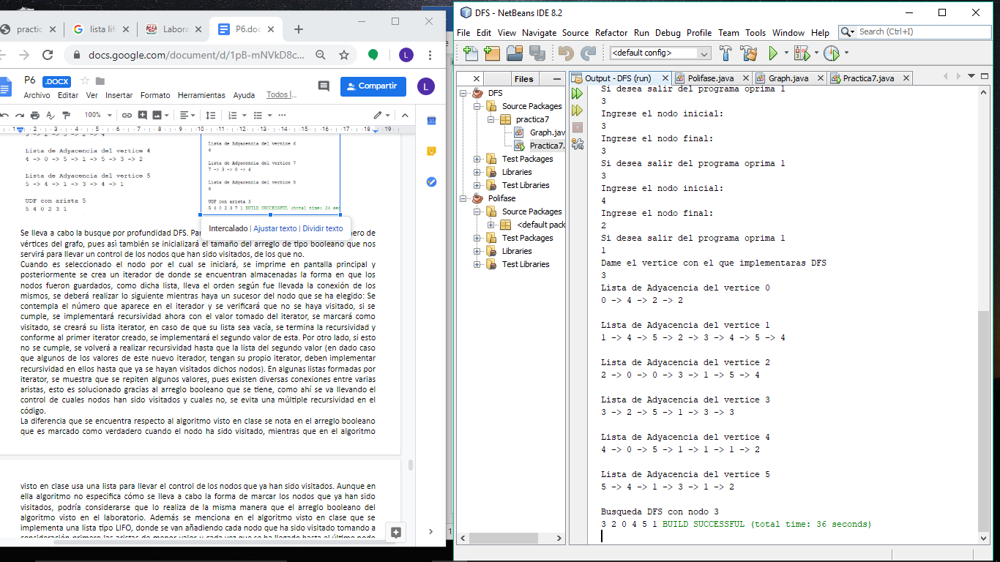 practic
lista lif
Labora
P6.doc
docs.google.com/document/d/1pB-mNVkD8c...
L
P6
.DOCX
Compartir
L
Archivo Editar Ver Insertar Formato Herramientas Ayuda Todos l...
100%
1 2 3 4 5 6 7 8 9 10 11 12 13 14 15 16 17 18 19
Lista de Adyacencia del vertice 4
4 -> 0 -> 5 -> 1 -> 5 -> 3 -> 2
Lista de Adyacencia del vertice 5
5 -> 4 -> 1 -> 3 -> 4 -> 1
UDF con arista 5
5 4 0 2 3 1
Lista de Adyacencia del vertice 6
6
Lista de Adyacencia del vertice 7
7 -> 3 -> 0 -> 4
Lista de Adyacencia del vertice 8
8
UDF con arista 3
5 4 0 2 3 7 1 BUILD SUCCESSFUL (total time: 24 sec
Intercalado | Ajustar texto | Dividir texto
Se lleva a cabo la busque por profundidad DFS. Par
mero de
vértices del grafo, pues asì también se inicializará el tamaño del arreglo de tipo booleano que nos
servirá para llevar un control de los nodos que han sido visitados, de los que no.
Cuando es seleccionado el nodo por el cual se iniciará, se imprime en pantalla principal y
posteriormente se crea un iterador de donde se encuentran almacenadas la forma en que los
nodos fueron guardados, como dicha lista, lleva el orden según fue llevada la conexión de los
mismos, se deberá realizar lo siguiente mientras haya un sucesor del nodo que se ha elegido: Se
contempla el número que aparece en el iterador y se verificará que no se haya visitado, si se
cumple, se implementará recursividad ahora con el valor tomado del iterator, se marcará como
visitado, se creará su lista iterator, en caso de que su lista sea vacía, se termina la recursividad y
conforme al primer iterator creado, se implementará el segundo valor de esta. Por otro lado, si esto
no se cumple, se volverá a realizar recursividad hasta que la lista del segundo valor (en dado caso
que algunos de los valores de este nuevo iterador, tengan su propio iterator, deben implementar
recursividad en ellos hasta que ya se hayan visitados dichos nodos). En algunas listas formadas por
iterator, se muestra que se repiten algunos valores, pues existen diversas conexiones entre varias
aristas, esto es solucionado gracias al arreglo booleano que se tiene, como ahí se va llevando el
control de cuales nodos han sido visitados y cuales no, se evita una múltiple recursividad en el
código.
La diferencia que se encuentra respecto al algoritmo visto en clase se nota en el arreglo booleano
que es marcado como verdadero cuando el nodo ha sido visitado, mientras que en el algoritmo
visto en clase usa una lista para llevar el control de los nodos que ya han sido visitados. Aunque en
ella algoritmo no especifica cómo se lleva a cabo la forma de marcar los nodos que ya han sido
visitados, podría considerarse que lo realiza de la misma manera que el arreglo booleano del
algoritmo visto en el laboratorio. Además se menciona en el algoritmo visto en clase que se
implementa una lista tipo LIFO, donde se van añadiendo cada nodo que ha sido visitado tomando a
consideración primero las aristas de menor valor y cada vez que se ha llegado hasta el último nodo
DFS - NetBeans IDE 8.2
File Edit View Navigate Source Refactor Run Debug Profile Team Tools Window Help
Search (Ctrl+I)
<default config>
Files
DFS
Source Packages
practica7
Graph.jav
Practica7.
Test Packages
Libraries
Test Libraries
Polifase
Source Packages
<default pack
Test Packages
Libraries
Test Libraries
Output - DFS (run) Polifase.java Graph.java Practica7.java
Si desea salir del programa oprima 1
3
Ingrese el nodo inicial:
3
Ingrese el nodo final:
3
Si desea salir del programa oprima 1
3
Ingrese el nodo inicial:
4
Ingrese el nodo final:
2
Si desea salir del programa oprima 1
1
Dame el vertice con el que implementaras DFS
3
Lista de Adyacencia del vertice 0
0 -> 4 -> 2 -> 2
Lista de Adyacencia del vertice 1
1 -> 4 -> 5 -> 2 -> 3 -> 4 -> 5 -> 4
Lista de Adyacencia del vertice 2
2 -> 0 -> 0 -> 3 -> 1 -> 5 -> 4
Lista de Adyacencia del vertice 3
3 -> 2 -> 5 -> 1 -> 3 -> 3
Lista de Adyacencia del vertice 4
4 -> 0 -> 5 -> 1 -> 1 -> 1 -> 2
Lista de Adyacencia del vertice 5
5 -> 4 -> 1 -> 3 -> 1 -> 2
Busqueda DFS con nodo 3
3 2 0 4 5 1 BUILD SUCCESSFUL (total time: 36 seconds)